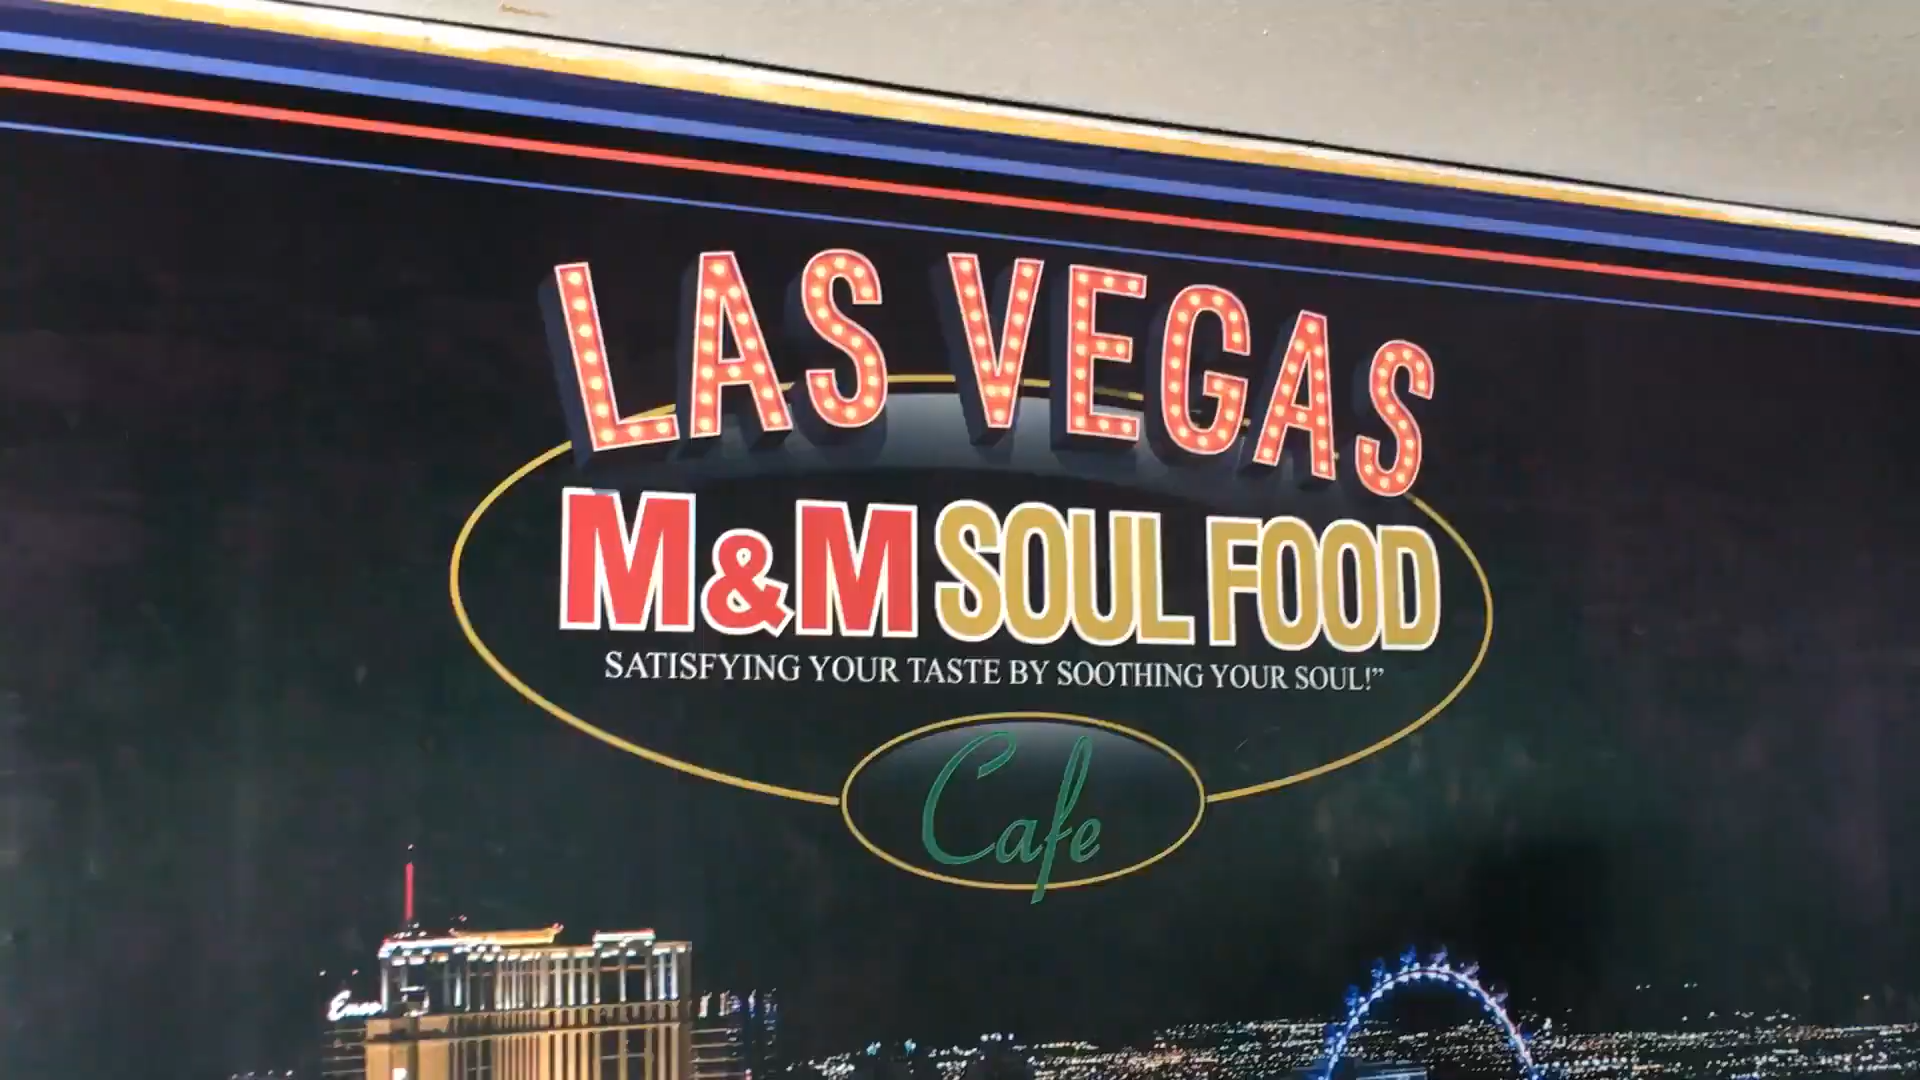 LAS VEGAS
M&M SOUL FOOD
SATISFYING YOUR TASTE BY SOOTHING YOUR SOUL!”
Cafe